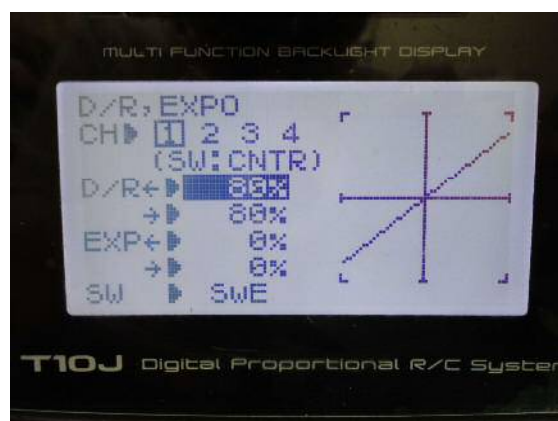 MULTI FUNCTION BACKLIGHT DISPLAY
D/R, EXPO
CH▶ 1 2 3 4
(SW:CNTR)
D/R←▶ 80%
→▶ 80%
EXP←▶ 0%
→▶ 0%
SW ▶ SwE
T10J Digital Proportional R/C System